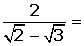 2/(√2 − √3) =